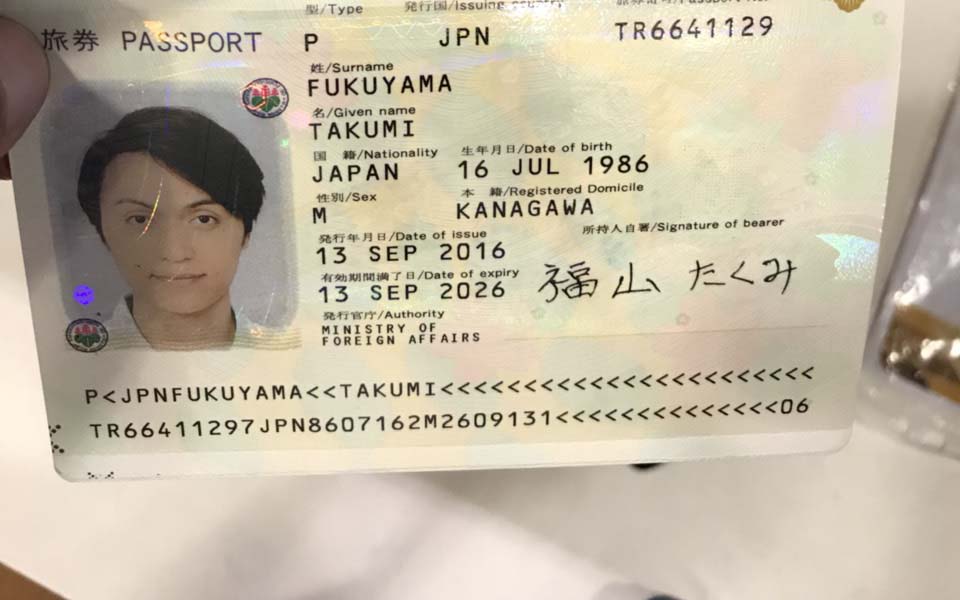 型/Type 発行国/Issuing country 旅券番号/Passport No.
旅券 PASSPORT P JPN TR6641129
姓/Surname
FUKUYAMA
名/Given name
TAKUMI
国 籍/Nationality 生年月日/Date of birth
JAPAN 16 JUL 1986
性別/Sex 本 籍/Registered Domicile
M KANAGAWA
発行年月日/Date of issue 所持人自署/Signature of bearer
13 SEP 2016
有効期間満了日/Date of expiry
13 SEP 2026 福山 たくみ
発行官庁/Authority
MINISTRY OF
FOREIGN AFFAIRS
P<JPNFUKUYAMA<<TAKUMI<<<<<<<<<<<<<<<<<<<<<<<
TR66411297JPN8607162M2609131<<<<<<<<<<<<<<06